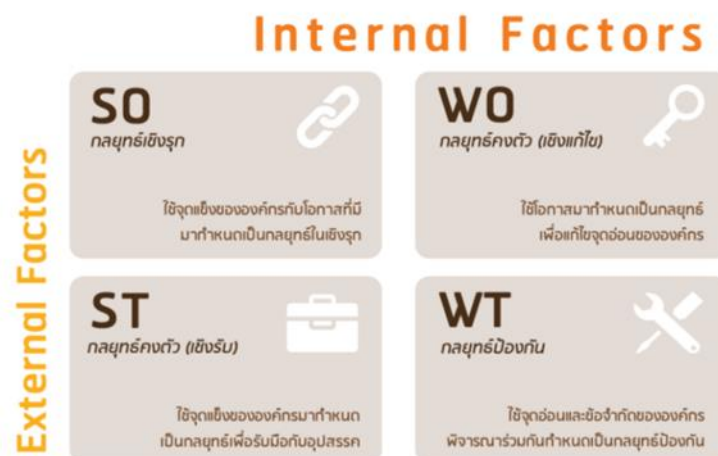 Internal Factors
External Factors
SO
กลยุทธ์เชิงรุก
ใช้จุดแข็งขององค์กรกับโอกาสที่มี
มากำหนดเป็นกลยุทธ์ในเชิงรุก
WO
กลยุทธ์คงตัว (เชิงแก้ไข)
ใช้โอกาสมากำหนดเป็นกลยุทธ์
เพื่อแก้ไขจุดอ่อนขององค์กร
ST
กลยุทธ์คงตัว (เชิงรับ)
ใช้จุดแข็งขององค์กรมากำหนด
เป็นกลยุทธ์เพื่อรับมือกับอุปสรรค
WT
กลยุทธ์ป้องกัน
ใช้จุดอ่อนและข้อจำกัดขององค์กร
พิจารณาร่วมกันกำหนดเป็นกลยุทธ์ป้องกัน